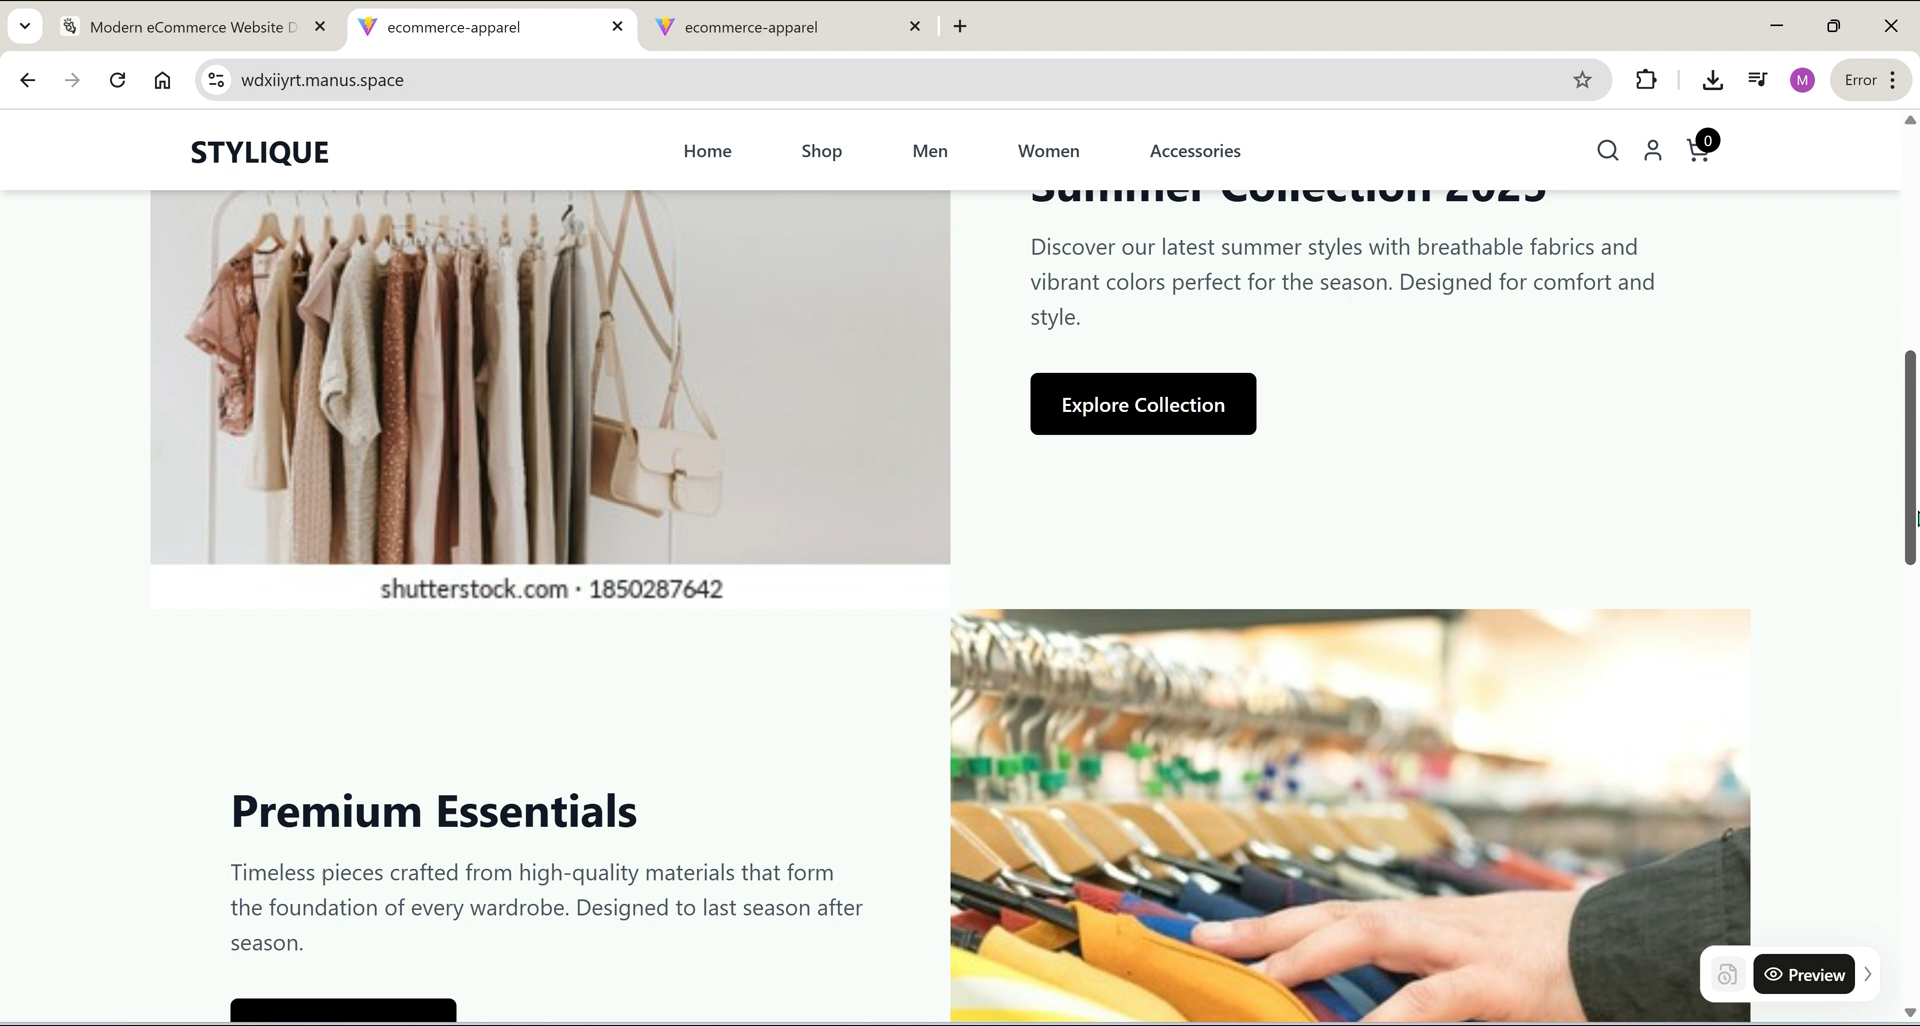 Modern eCommerce Website D
ecommerce-apparel
ecommerce-apparel
wdxiiyrt.manus.space
M
Error
STYLIQUE
Home
Shop
Men
Women
Accessories
0
Summer Collection 2025
Discover our latest summer styles with breathable fabrics and
vibrant colors perfect for the season. Designed for comfort and
style.
Explore Collection
shutterstock.com · 1850287642
Premium Essentials
Timeless pieces crafted from high-quality materials that form
the foundation of every wardrobe. Designed to last season after
season.
Preview